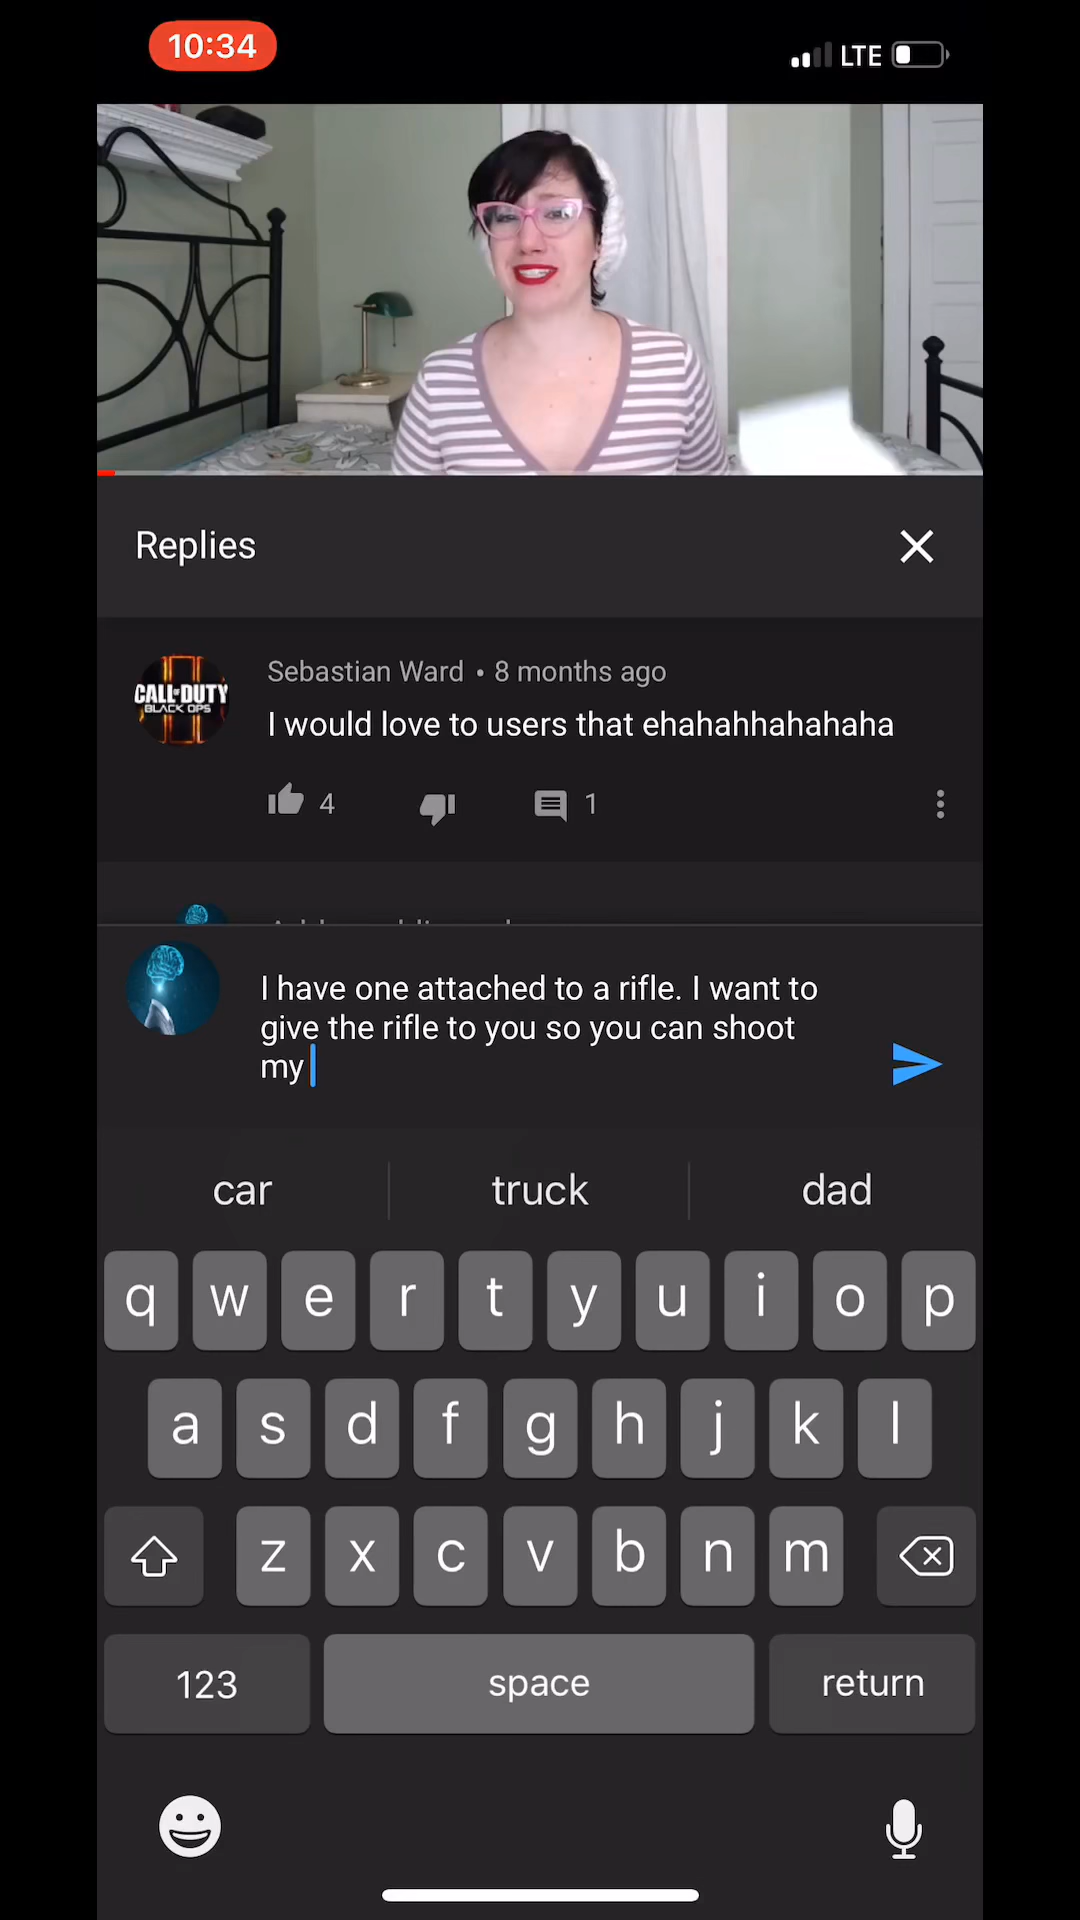 10:34
LTE
Replies
CALL OF DUTY
BLACK OPS
Sebastian Ward • 8 months ago
I would love to users that ehahahhahahaha
4
1
I have one attached to a rifle. I want to
give the rifle to you so you can shoot
my
car truck dad
q w e r t y u i o p
a s d f g h j k l
z x c v b n m
123 space return